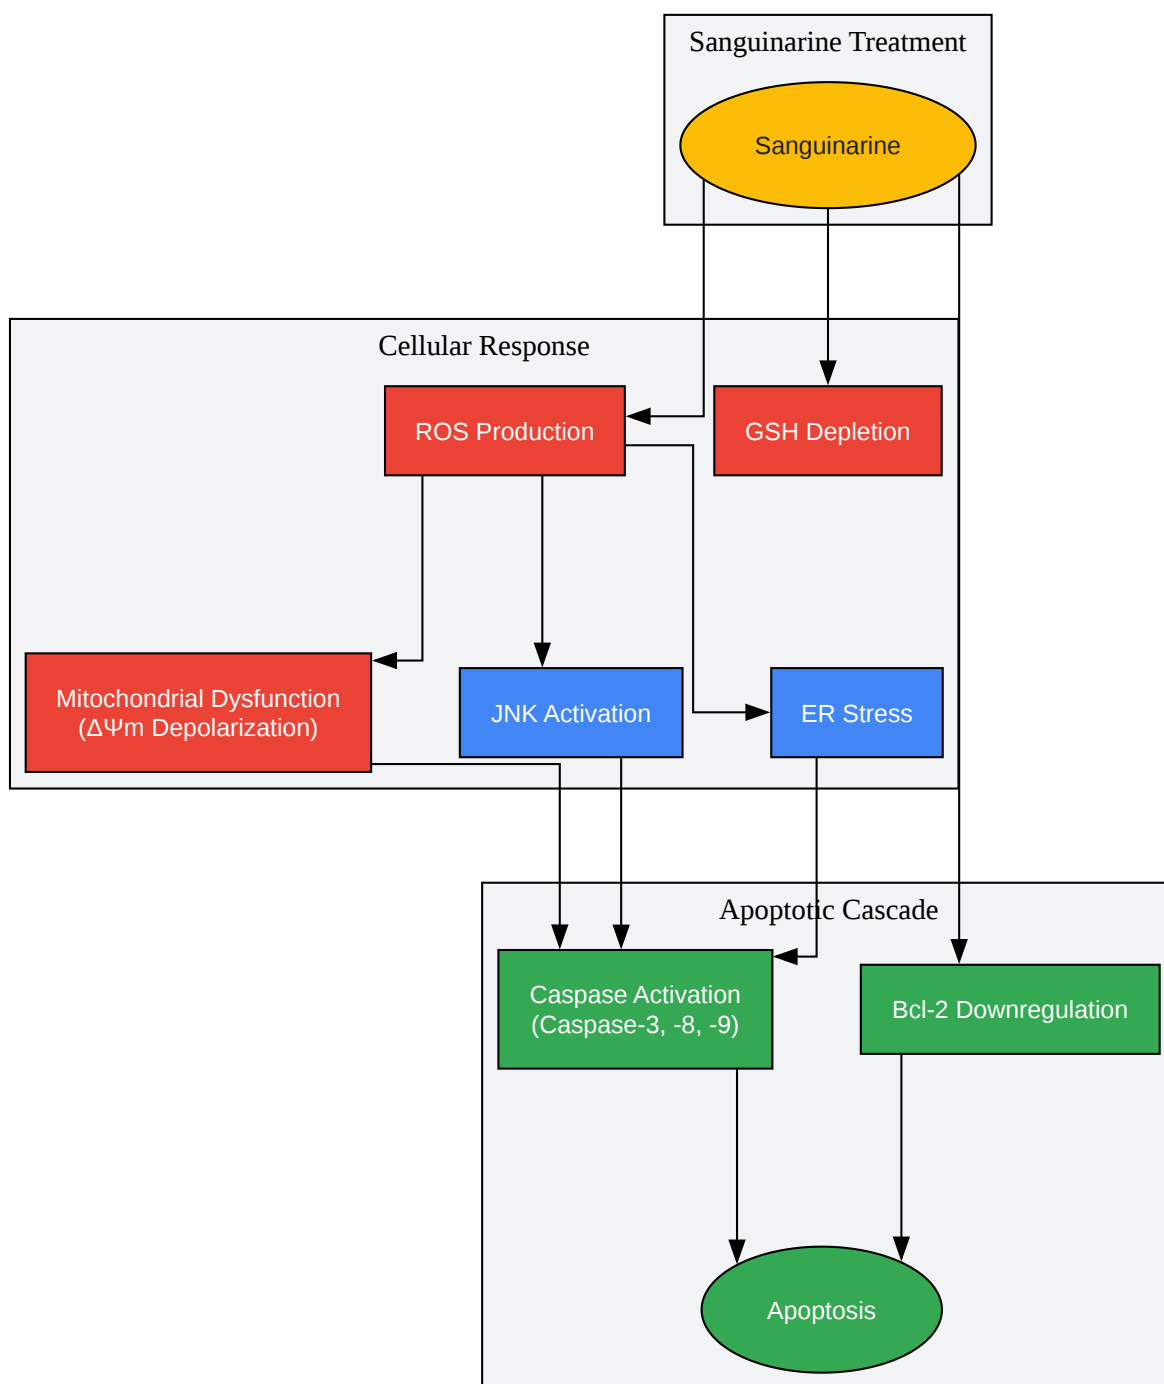 Sanguinarine Treatment
Sanguinarine
Cellular Response
ROS Production
GSH Depletion
Mitochondrial Dysfunction
(ΔΨm Depolarization)
JNK Activation
ER Stress
Apoptotic Cascade
Caspase Activation
(Caspase-3, -8, -9)
Bcl-2 Downregulation
Apoptosis